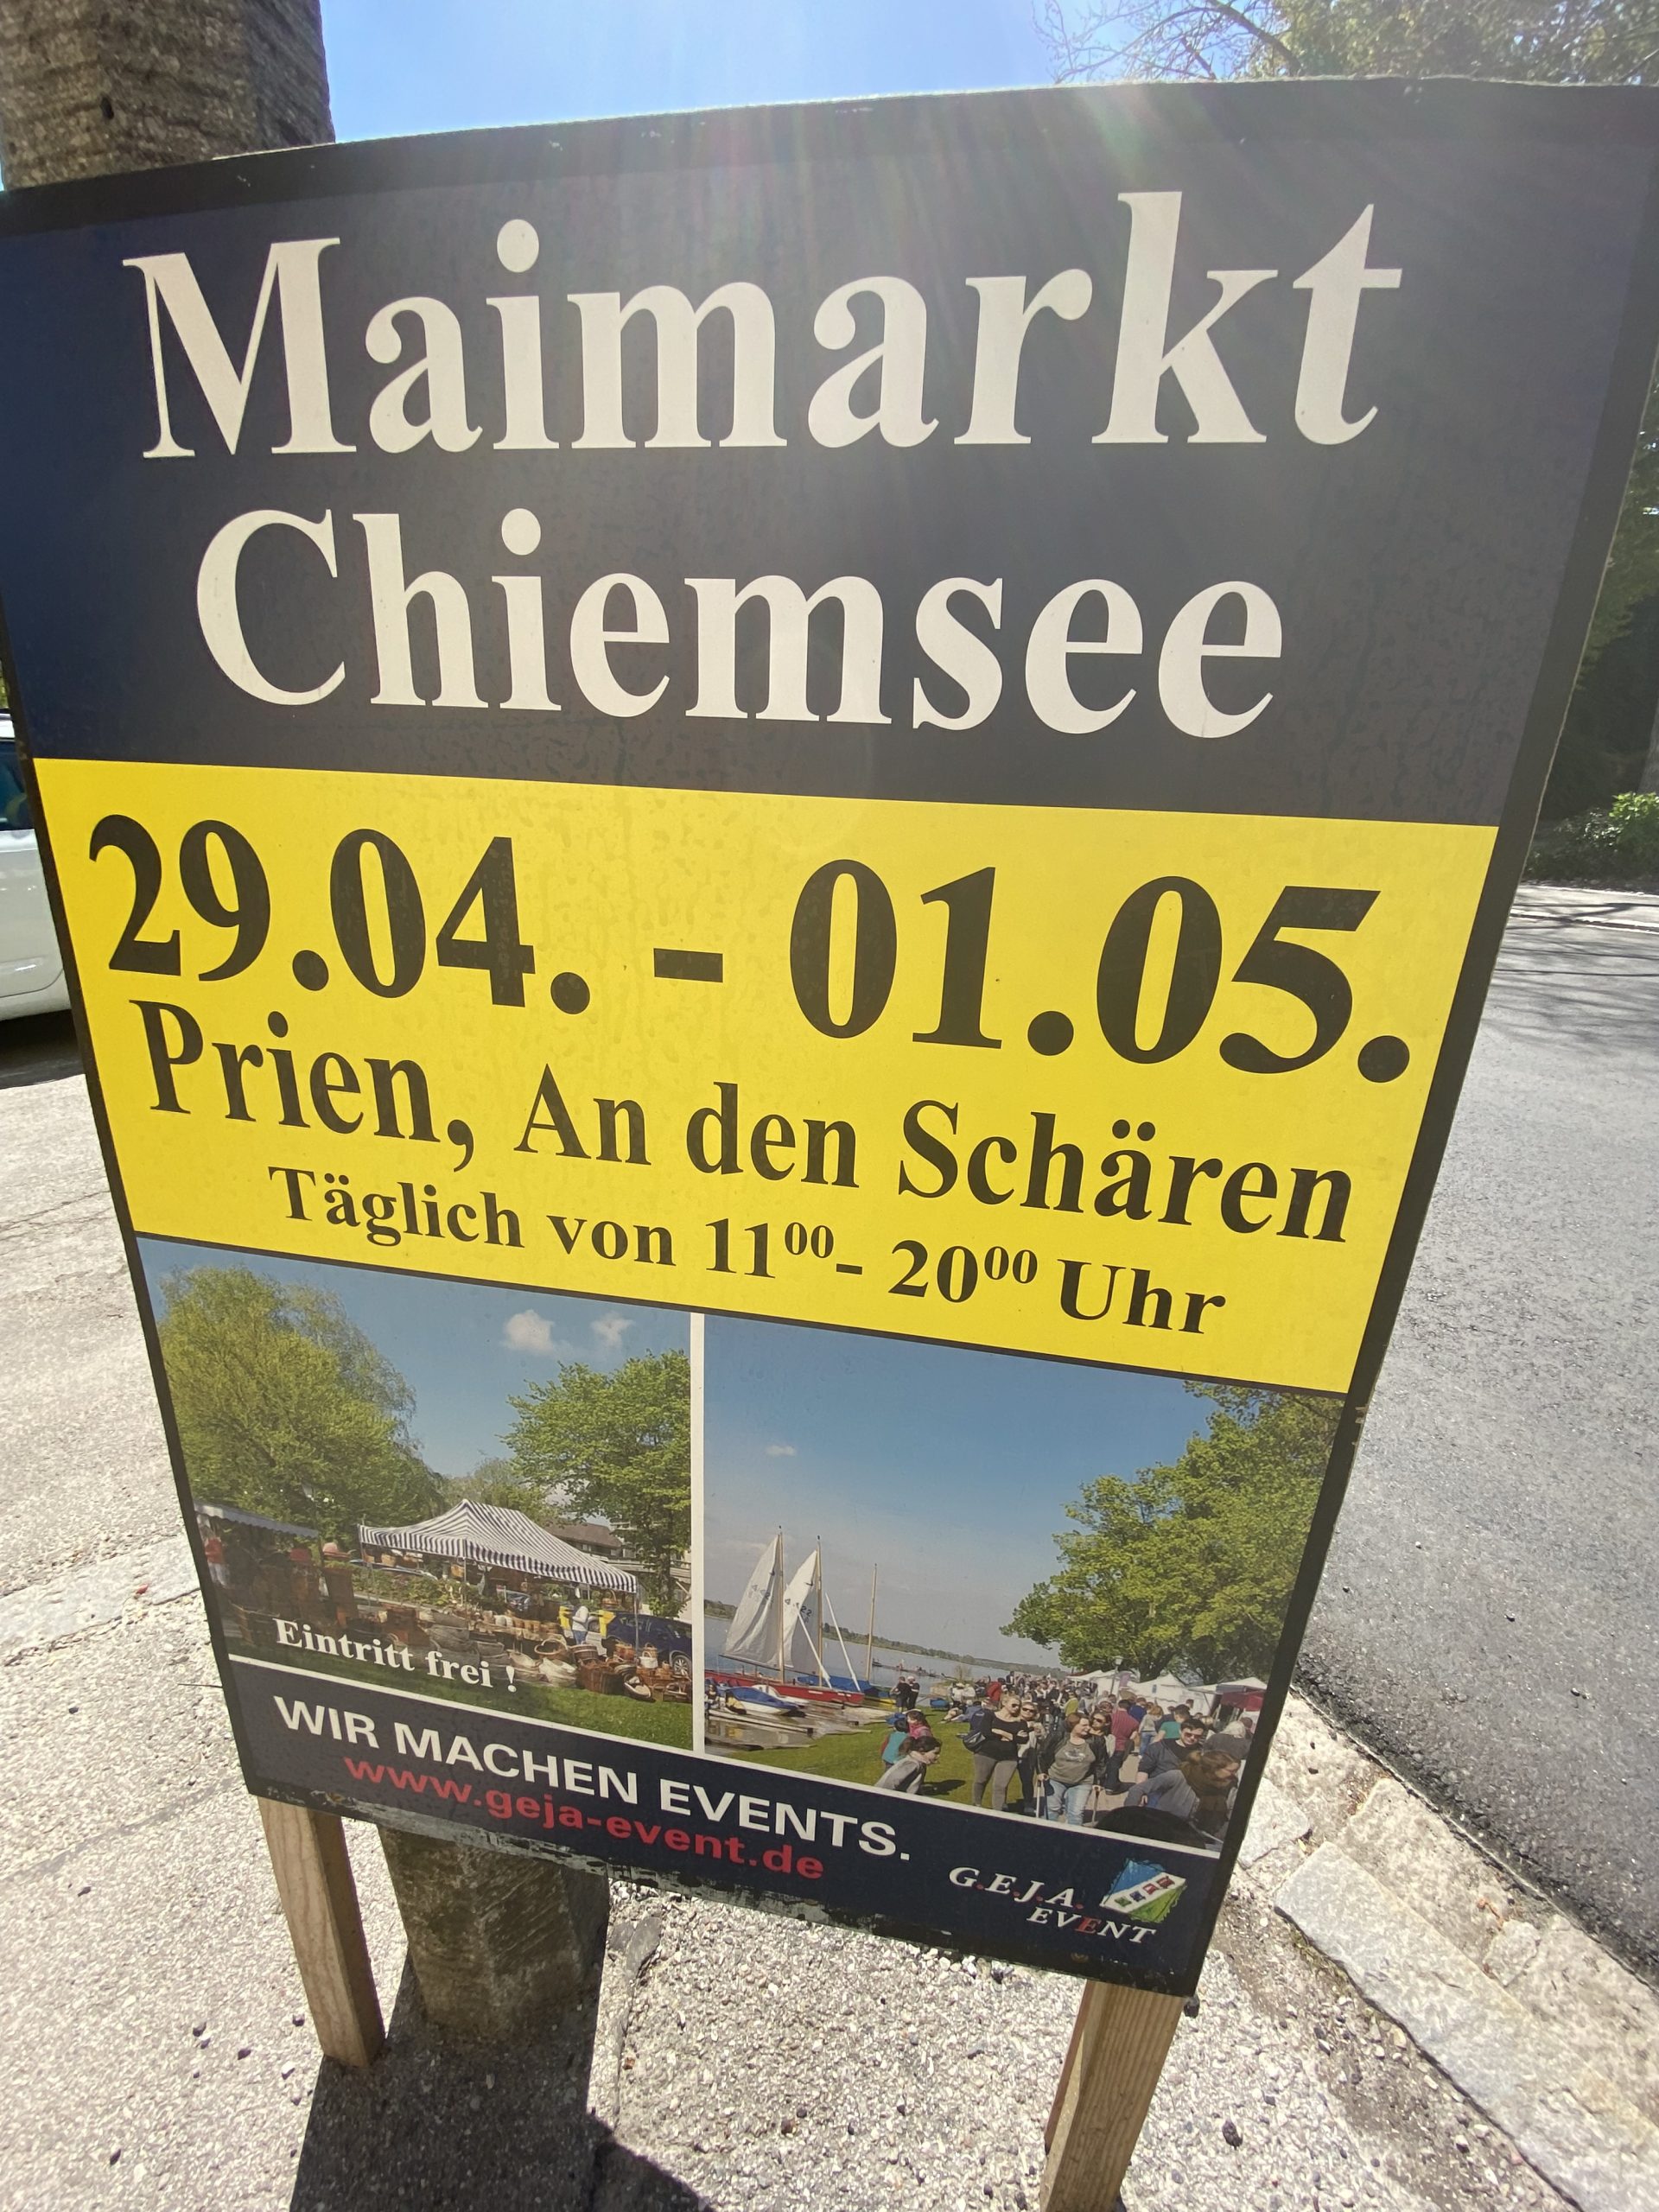 Maimarkt
Chiemsee
29.04. - 01.05.
Prien, An den Schären
Täglich von 11⁰⁰- 20⁰⁰ Uhr
Eintritt frei !
WIR MACHEN EVENTS.
www.geja-event.de
G.E.J.A.
EVENT